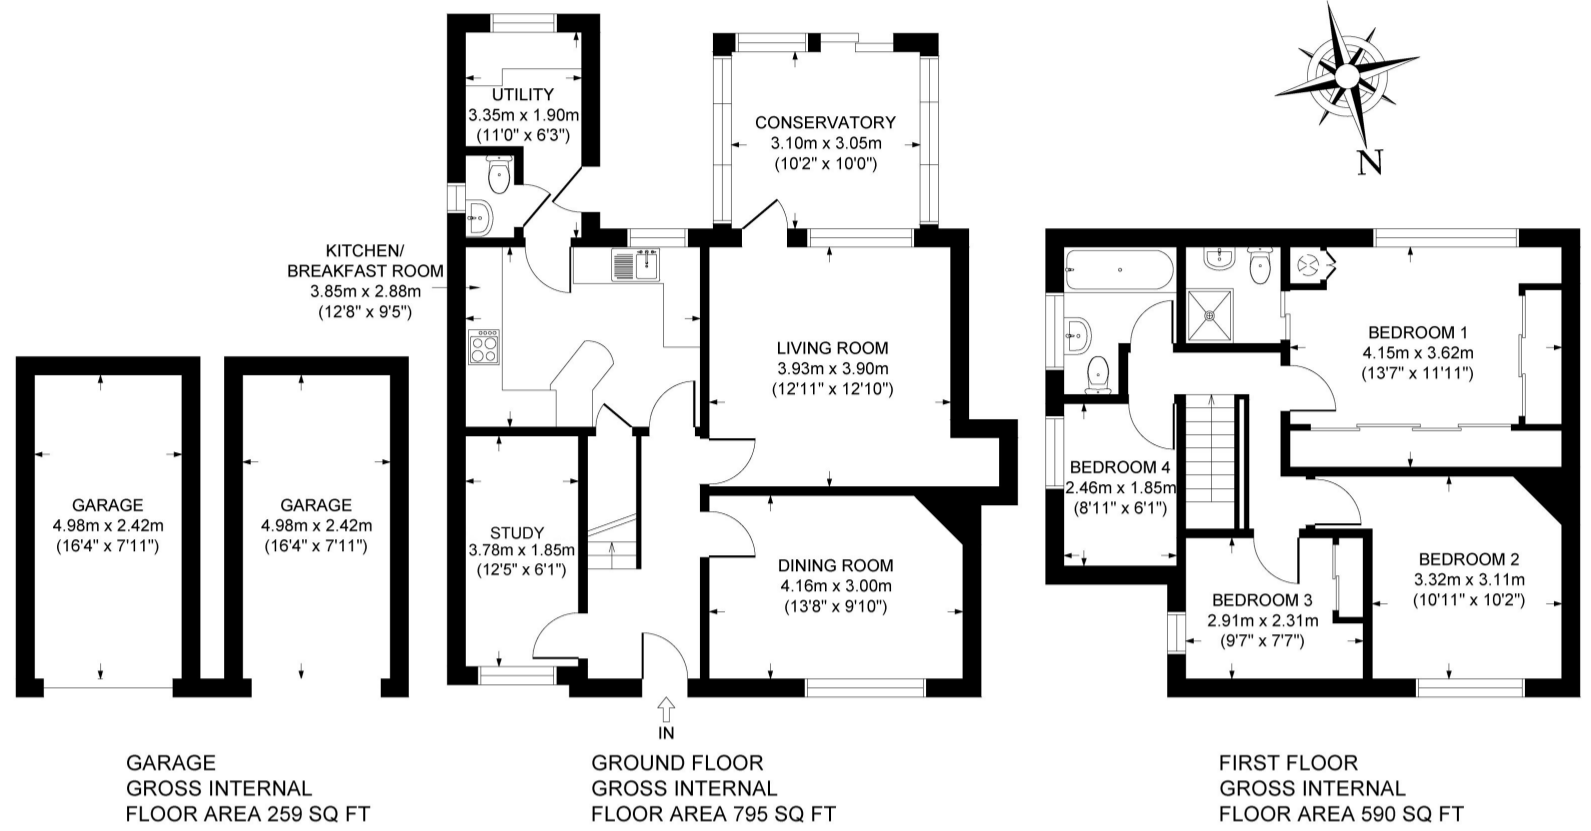 UTILITY
3.35m x 1.90m
(11'0" x 6'3")
CONSERVATORY
3.10m x 3.05m
(10'2" x 10'0")
N
KITCHEN/
BREAKFAST ROOM
3.85m x 2.88m
(12'8" x 9'5")
LIVING ROOM
3.93m x 3.90m
(12'11" x 12'10")
BEDROOM 1
4.15m x 3.62m
(13'7" x 11'11")
GARAGE
4.98m x 2.42m
(16'4" x 7'11")
GARAGE
4.98m x 2.42m
(16'4" x 7'11")
STUDY
3.78m x 1.85m
(12'5" x 6'1")
DINING ROOM
4.16m x 3.00m
(13'8" x 9'10")
BEDROOM 4
2.46m x 1.85m
(8'11" x 6'1")
BEDROOM 2
3.32m x 3.11m
(10'11" x 10'2")
BEDROOM 3
2.91m x 2.31m
(9'7" x 7'7")
IN
GARAGE
GROSS INTERNAL
FLOOR AREA 259 SQ FT
GROUND FLOOR
GROSS INTERNAL
FLOOR AREA 795 SQ FT
FIRST FLOOR
GROSS INTERNAL
FLOOR AREA 590 SQ FT